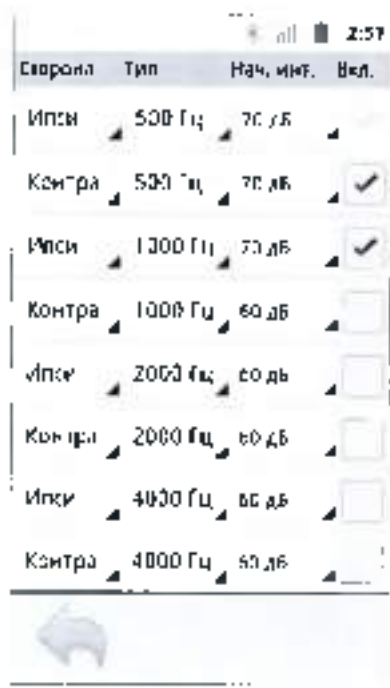 2:57
Сторона Тип Нач. инт. Вкл.
Ипси 500 Гц 70 дБ
Контра 500 Гц 70 дБ
Ипси 1000 Гц 70 дБ
Контра 1000 Гц 60 дБ
Ипси 2000 Гц 60 дБ
Контра 2000 Гц 60 дБ
Ипси 4000 Гц 60 дБ
Контра 4000 Гц 60 дБ